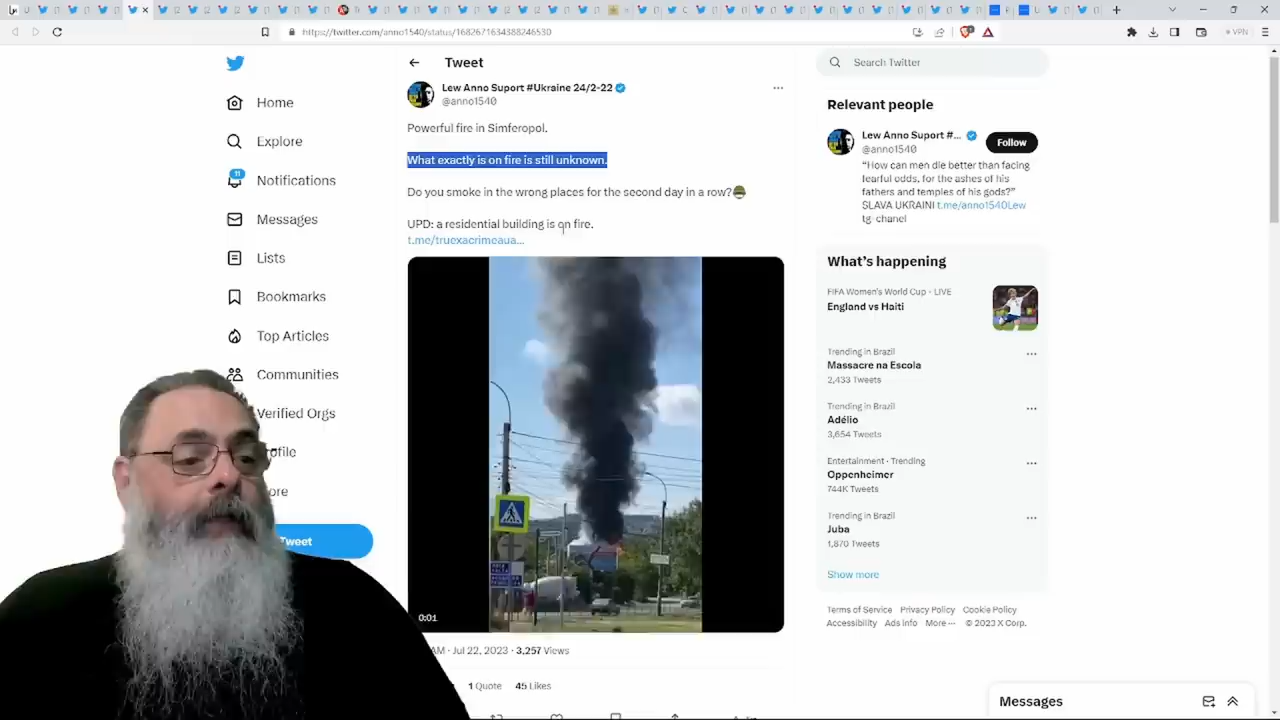 https://twitter.com/anno1540/status/1682671634388246530
VPN
Home
Explore
11
Notifications
Messages
Lists
Bookmarks
Top Articles
Communities
Verified Orgs
ofile
ore
weet
Tweet
Lew Anno Suport #Ukraine 24/2-22
@anno1540
Powerful fire in Simferopol.
What exactly is on fire is still unknown.
Do you smoke in the wrong places for the second day in a row?
UPD: a residential building is on fire.
t.me/truexacrimeaua...
0:01
AM · Jul 22, 2023 · 3,257 Views
1 Quote 45 Likes
Search Twitter
Relevant people
Lew Anno Suport #...
@anno1540
Follow
“How can men die better than facing
fearful odds, for the ashes of his
fathers and temples of his gods?”
SLAVA UKRAINI t.me/anno1540Lew
tg- chanel
What's happening
FIFA Women's World Cup · LIVE
England vs Haiti
Trending in Brazil
Massacre na Escola
2,433 Tweets
Trending in Brazil
Adélio
3,654 Tweets
Entertainment · Trending
Oppenheimer
744K Tweets
Trending in Brazil
Juba
1,870 Tweets
Show more
Terms of Service Privacy Policy Cookie Policy
Accessibility Ads info More ··· © 2023 X Corp.
Messages